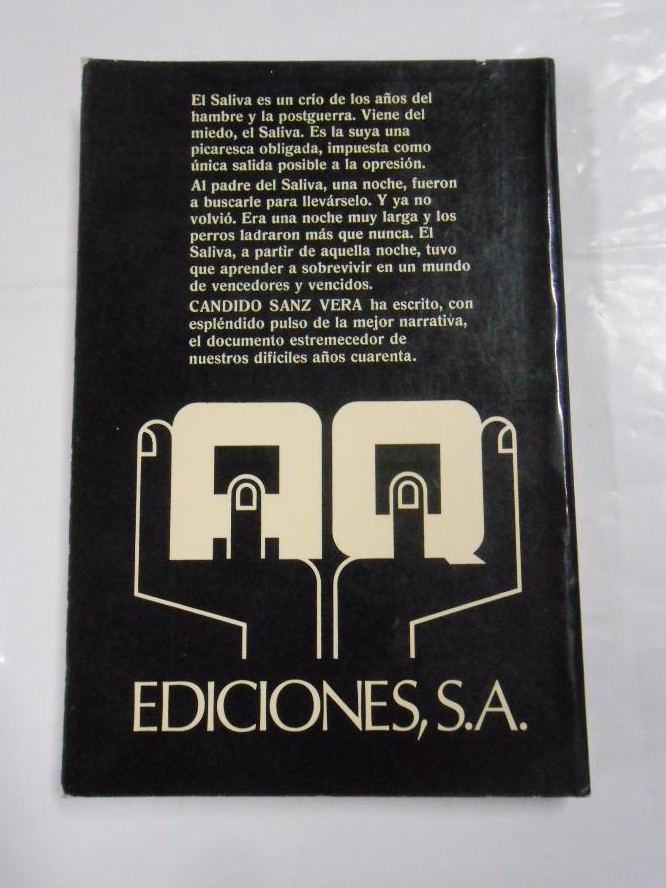 El Saliva es un crío de los años del
hambre y la postguerra. Viene del
miedo, el Saliva. Es la suya una
picaresca obligada, impuesta como
única salida posible a la opresión.
Al padre del Saliva, una noche, fueron
a buscarle para llevárselo. Y ya no
volvió. Era una noche muy larga y los
perros ladraron más que nunca. El
Saliva, a partir de aquella noche, tuvo
que aprender a sobrevivir en un mundo
de vencedores y vencidos.
CANDIDO SANZ VERA ha escrito, con
espléndido pulso de la mejor narrativa,
el documento estremecedor de
nuestros difíciles años cuarenta.
AQ
EDICIONES, S.A.